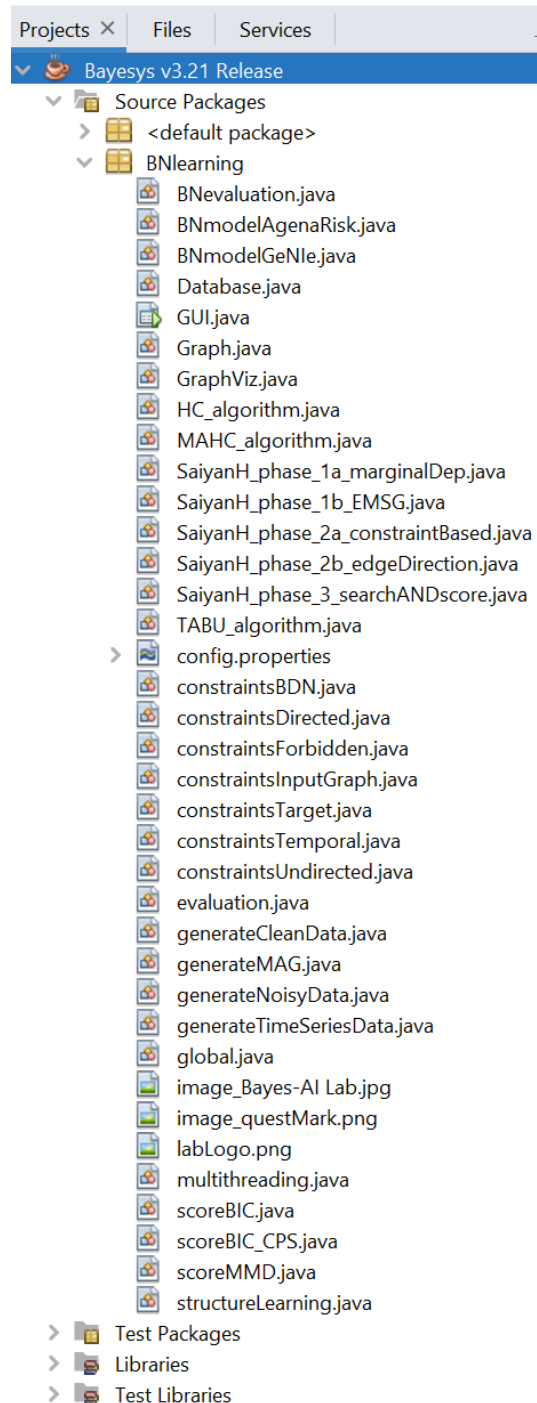 Projects Files Services
Bayesys v3.21 Release
Source Packages
<default package>
BNlearning
BNevaluation.java
BNmodelAgenaRisk.java
BNmodelGeNIe.java
Database.java
GUI.java
Graph.java
GraphViz.java
HC_algorithm.java
MAHC_algorithm.java
SaiyanH_phase_1a_marginalDep.java
SaiyanH_phase_1b_EMSG.java
SaiyanH_phase_2a_constraintBased.java
SaiyanH_phase_2b_edgeDirection.java
SaiyanH_phase_3_searchANDscore.java
TABU_algorithm.java
config.properties
constraintsBDN.java
constraintsDirected.java
constraintsForbidden.java
constraintsInputGraph.java
constraintsTarget.java
constraintsTemporal.java
constraintsUndirected.java
evaluation.java
generateCleanData.java
generateMAG.java
generateNoisyData.java
generateTimeSeriesData.java
global.java
image_Bayes-AI Lab.jpg
image_questMark.png
labLogo.png
multithreading.java
scoreBIC.java
scoreBIC_CPS.java
scoreMMD.java
structureLearning.java
Test Packages
Libraries
Test Libraries